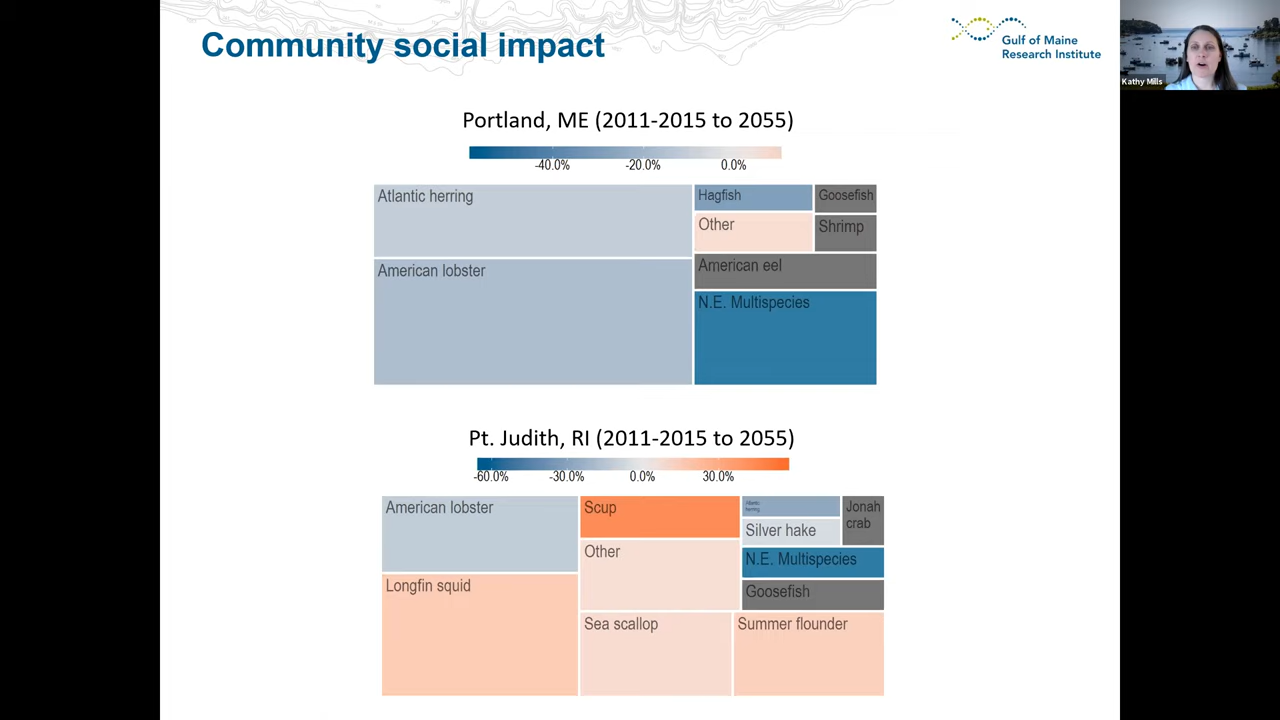 Community social impact
Gulf of Maine
Research Institute
Kathy Mills
Portland, ME (2011-2015 to 2055)
-40.0% -20.0% 0.0%
Atlantic herring
Hagfish
Goosefish
Other
Shrimp
American eel
American lobster
N.E. Multispecies
Pt. Judith, RI (2011-2015 to 2055)
-60.0% -30.0% 0.0% 30.0%
American lobster
Scup
Atlantic
herring
Jonah
crab
Silver hake
Other
N.E. Multispecies
Longfin squid
Goosefish
Sea scallop
Summer flounder